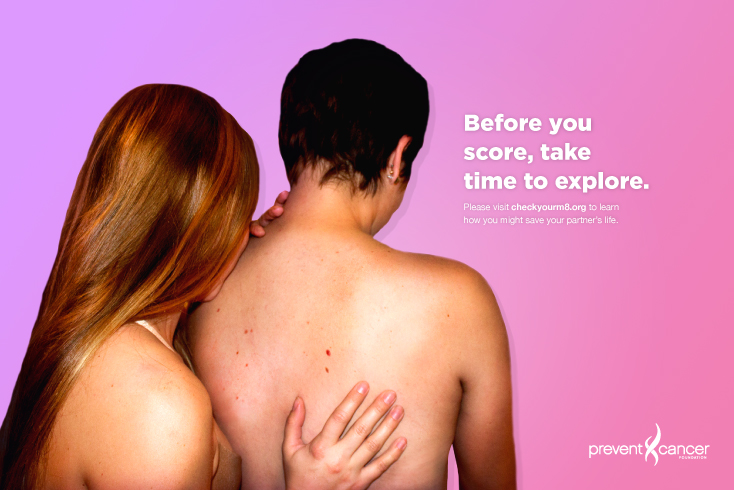 Before you
score, take
time to explore.
Please visit checkyourm8.org to learn
how you might save your partner's life.
prevent cancer
FOUNDATION